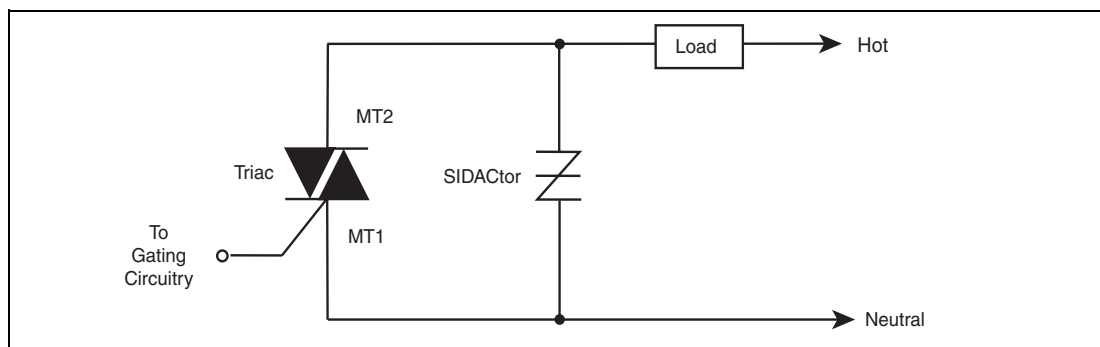 Load
Hot
MT2
Triac
SIDACtor
To
Gating
Circuitry
MT1
Neutral